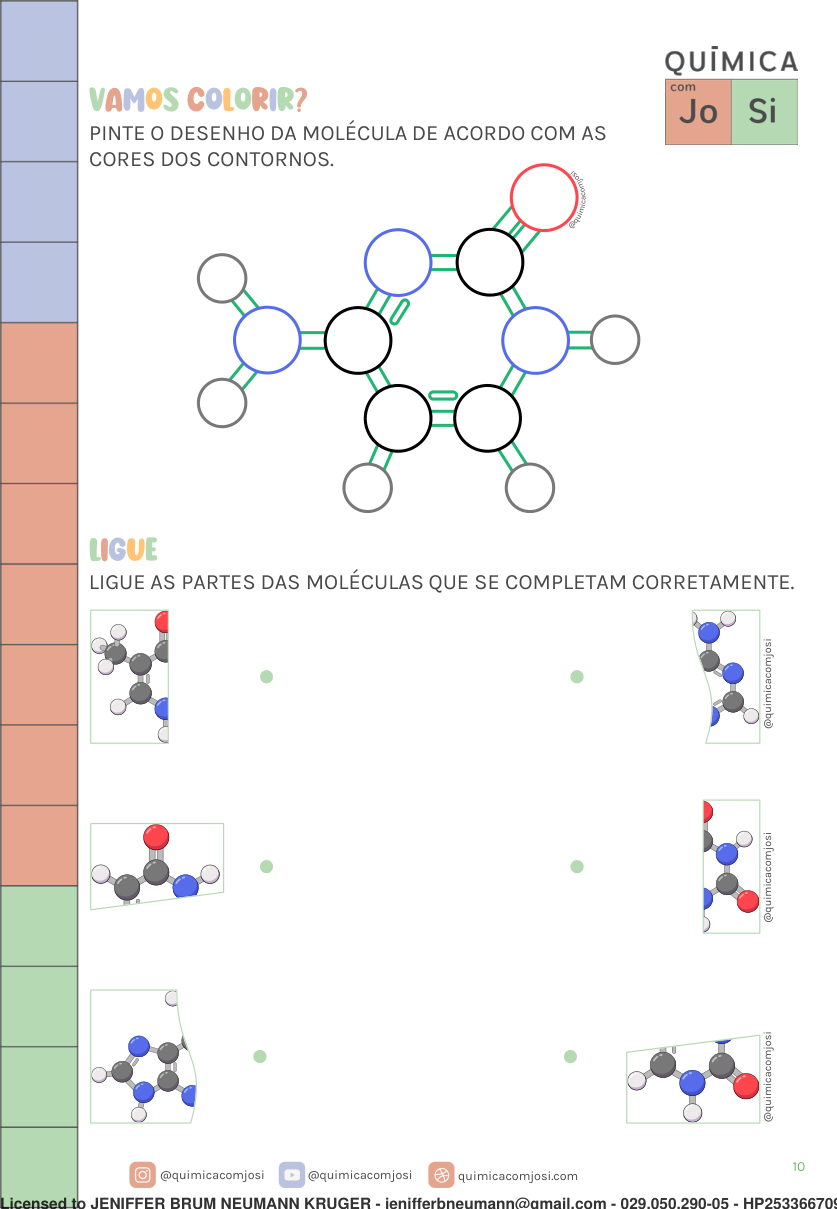 QUĪMICA
com
Jo Si
VAMOS COLORIR?
PINTE O DESENHO DA MOLÉCULA DE ACORDO COM AS
CORES DOS CONTORNOS.
@quimicacomjosi
LIGUE
LIGUE AS PARTES DAS MOLÉCULAS QUE SE COMPLETAM CORRETAMENTE.
@quimicacomjosi
@quimicacomjosi
@quimicacomjosi
10
@quimicacomjosi @quimicacomjosi quimicacomjosi.com
Licensed to JENIFFER BRUM NEUMANN KRUGER - jenifferbneumann@gmail.com - 029.050.290-05 - HP253366709